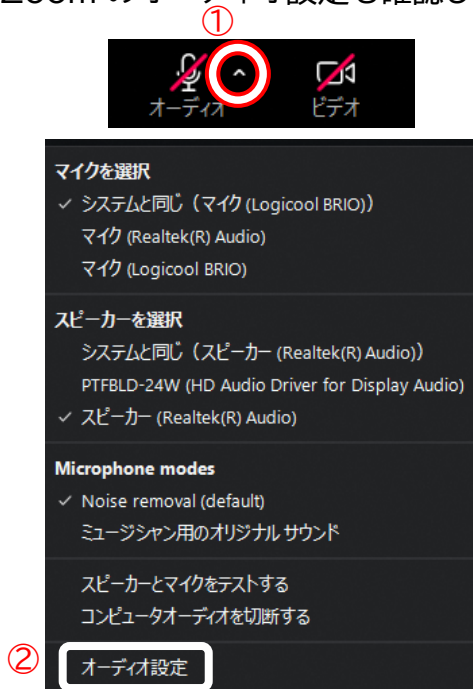 ①
オーディオ
ビデオ
マイクを選択
✓ システムと同じ（マイク (Logicool BRIO)）
マイク (Realtek(R) Audio)
マイク (Logicool BRIO)
スピーカーを選択
システムと同じ（スピーカー (Realtek(R) Audio)）
PTFBLD-24W (HD Audio Driver for Display Audio)
✓ スピーカー (Realtek(R) Audio)
Microphone modes
✓ Noise removal (default)
ミュージシャン用のオリジナル サウンド
スピーカーとマイクをテストする
コンピュータオーディオを切断する
② オーディオ設定